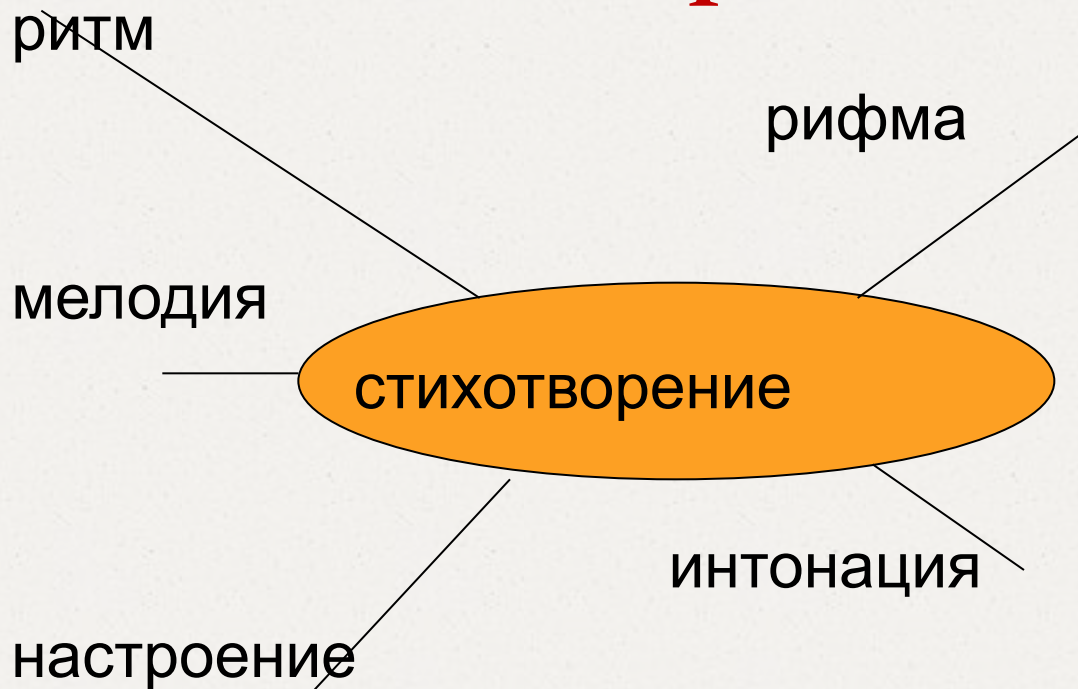 ритм
рифма
мелодия
стихотворение
интонация
настроение